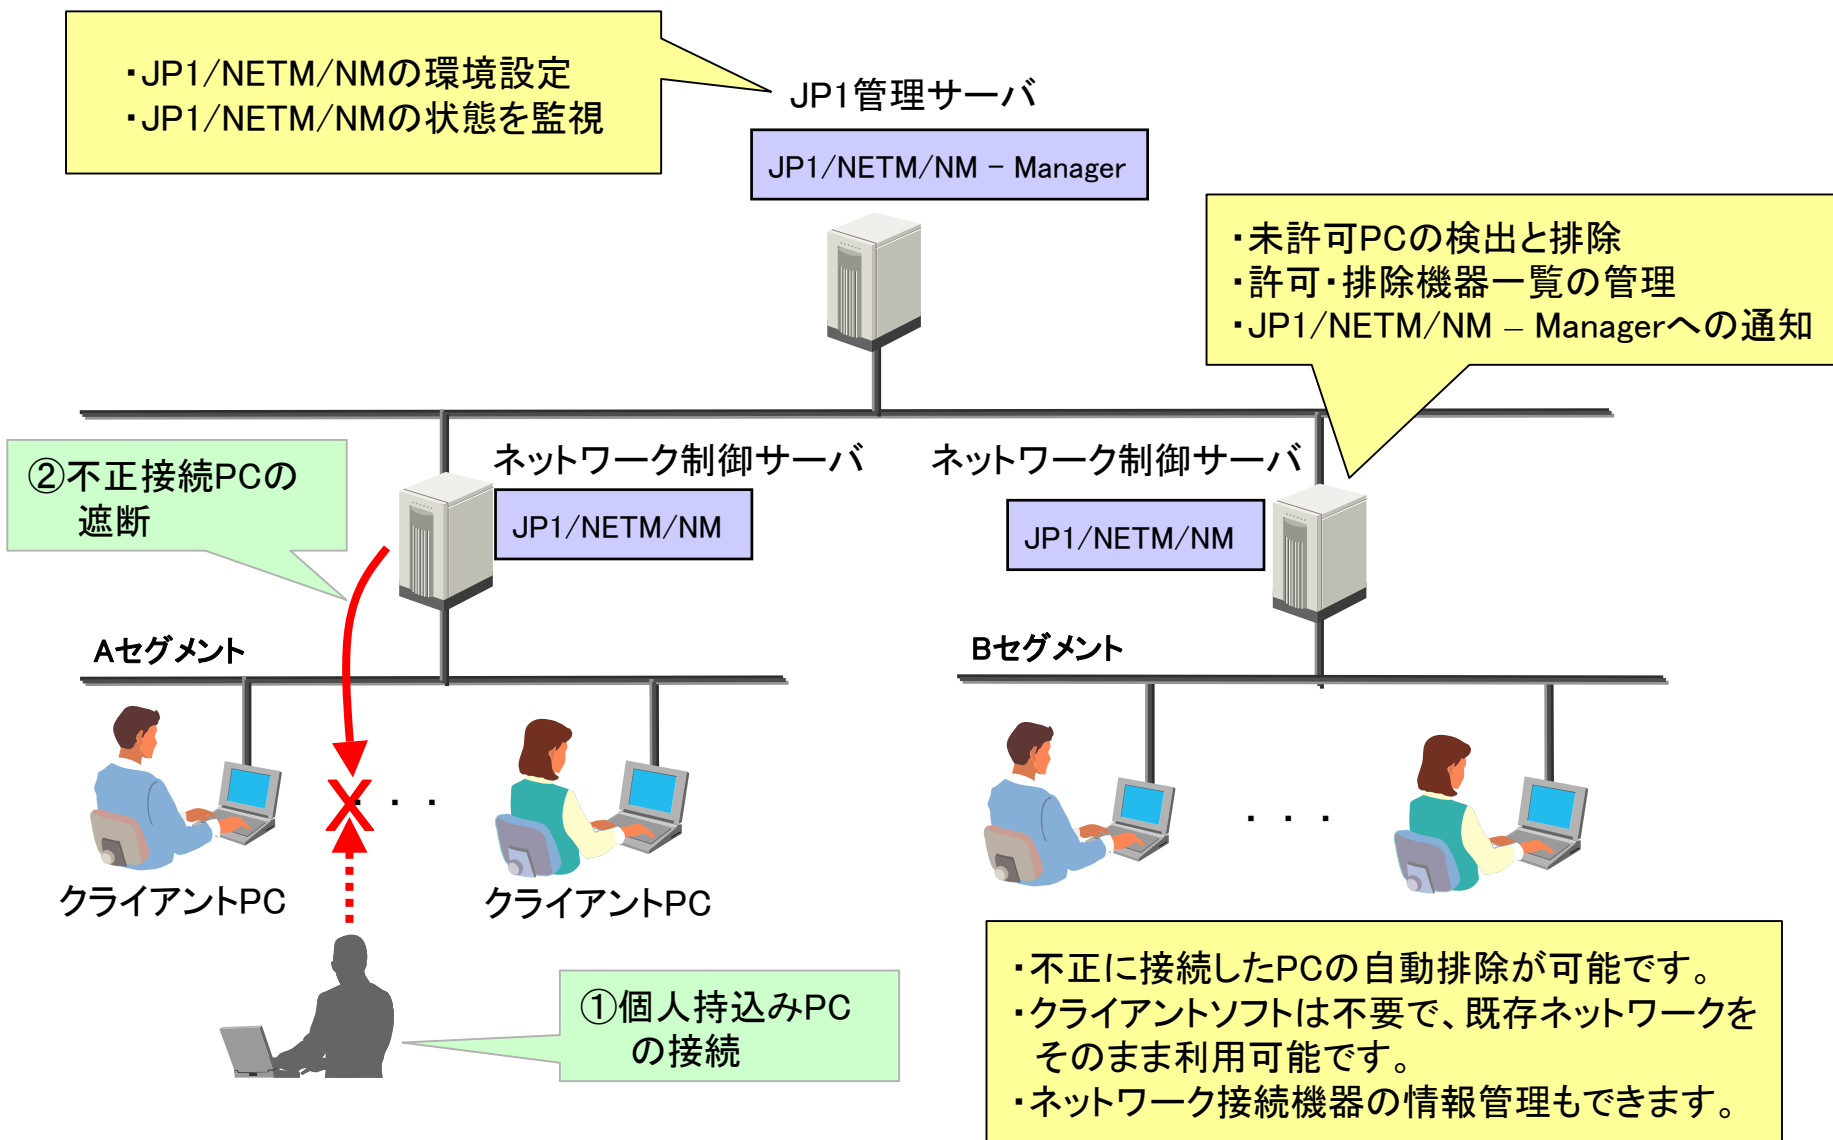 ・JP1/NETM/NMの環境設定
・JP1/NETM/NMの状態を監視
JP1管理サーバ
JP1/NETM/NM − Manager
・未許可PCの検出と排除
・許可・排除機器一覧の管理
・JP1/NETM/NM – Managerへの通知
②不正接続PCの
遮断
ネットワーク制御サーバ
JP1/NETM/NM
ネットワーク制御サーバ
JP1/NETM/NM
Aセグメント
Bセグメント
X
・・・
・・・
クライアントPC
クライアントPC
①個人持込みPC
の接続
・不正に接続したPCの自動排除が可能です。
・クライアントソフトは不要で、既存ネットワークを
そのまま利用可能です。
・ネットワーク接続機器の情報管理もできます。